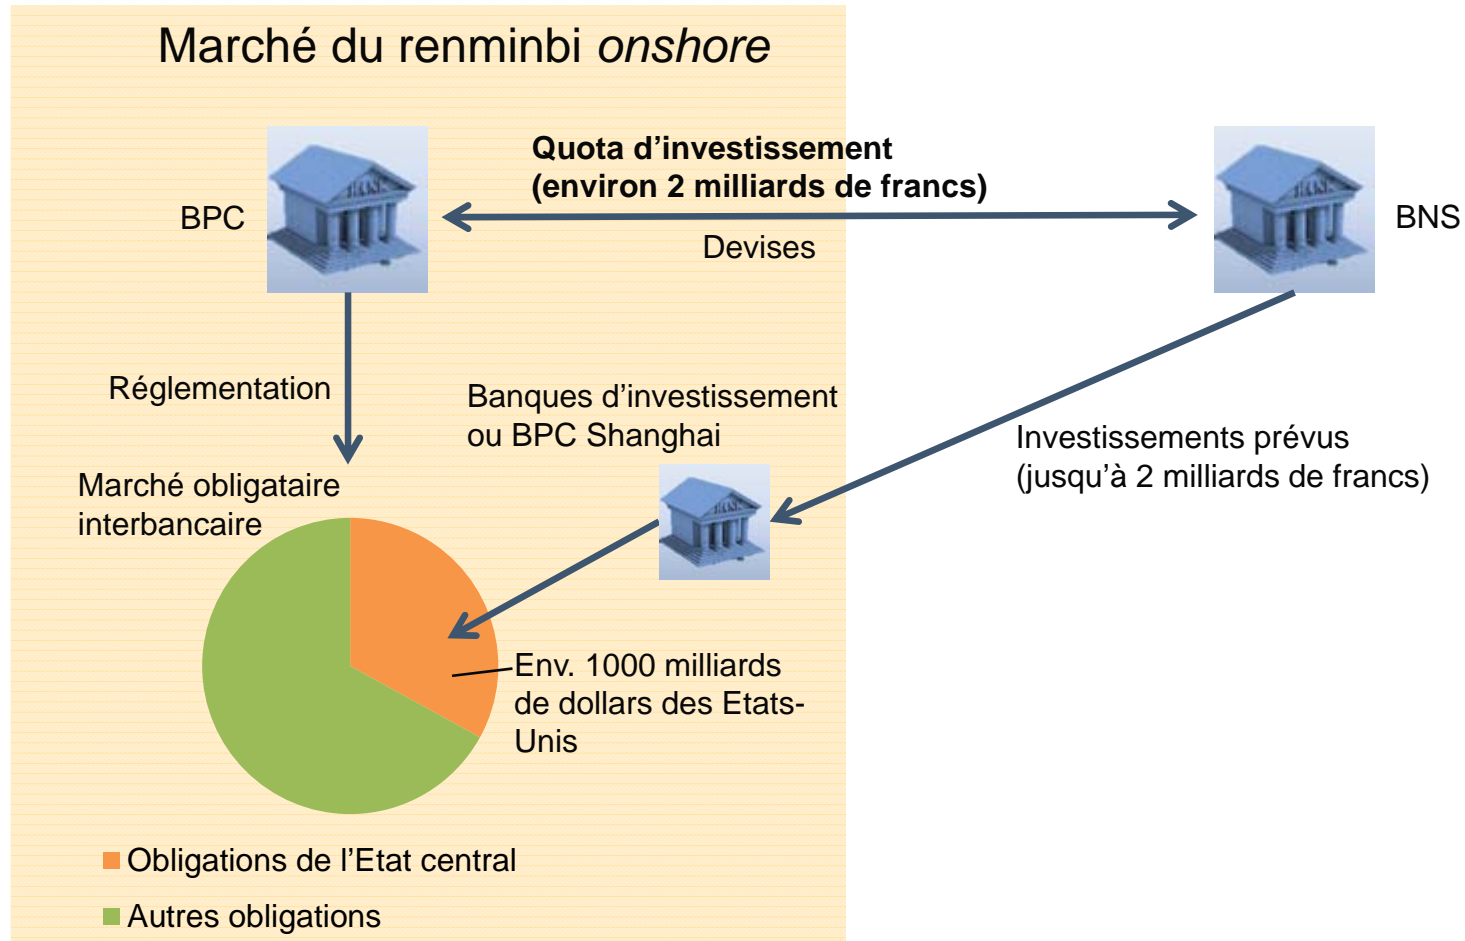 Marché du renminbi onshore
Quota d’investissement
(environ 2 milliards de francs)
BPC
BNS
Devises
Réglementation
Banques d’investissement
ou BPC Shanghai
Investissements prévus
(jusqu’à 2 milliards de francs)
Marché obligataire
interbancaire
Env. 1000 milliards
de dollars des Etats-
Unis
Obligations de l’Etat central
Autres obligations